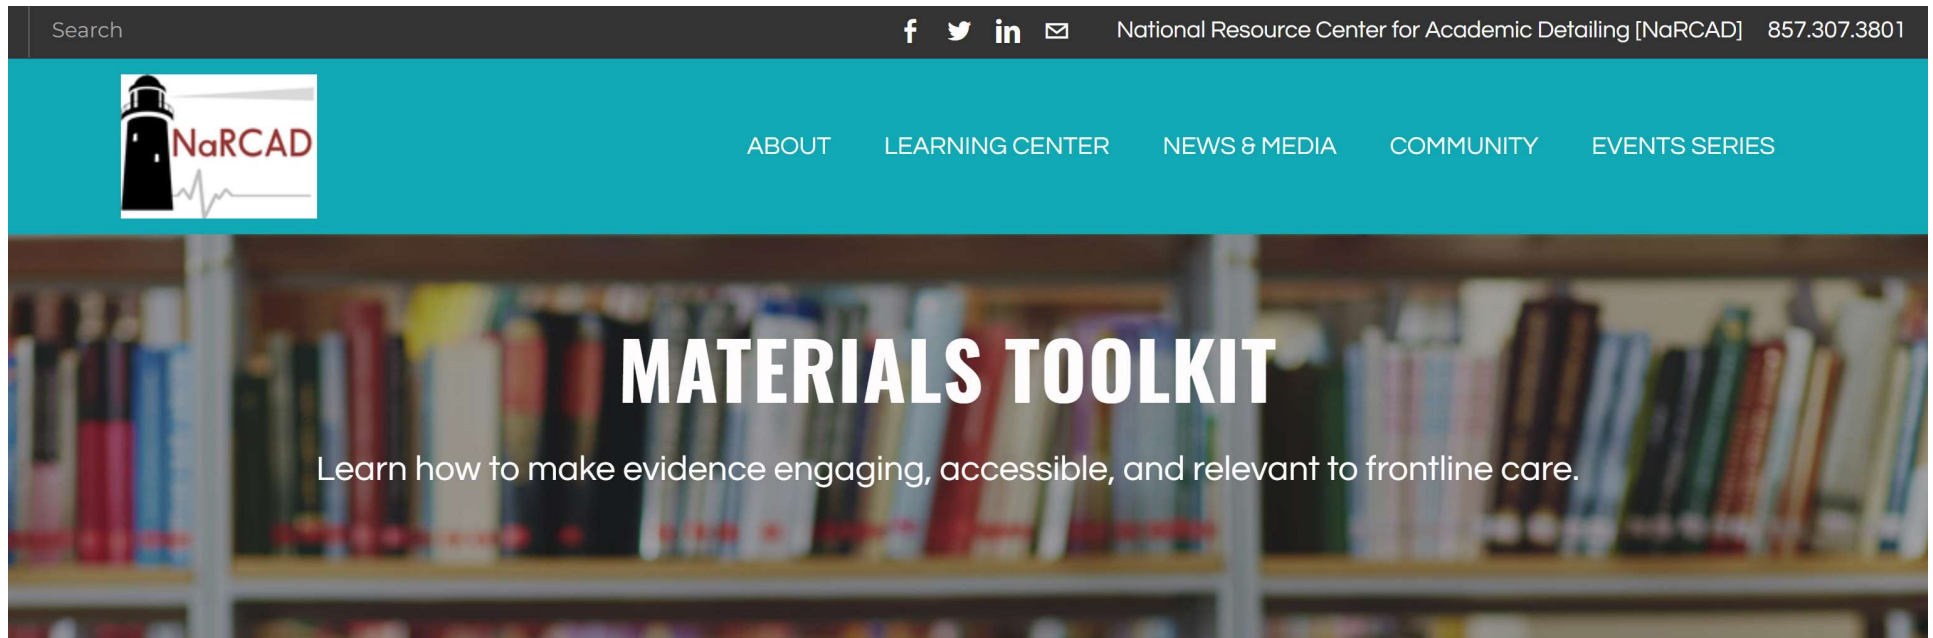 Search
National Resource Center for Academic Detailing [NaRCAD] 857.307.3801
NaRCAD
ABOUT LEARNING CENTER NEWS & MEDIA COMMUNITY EVENTS SERIES
MATERIALS TOOLKIT
Learn how to make evidence engaging, accessible, and relevant to frontline care.